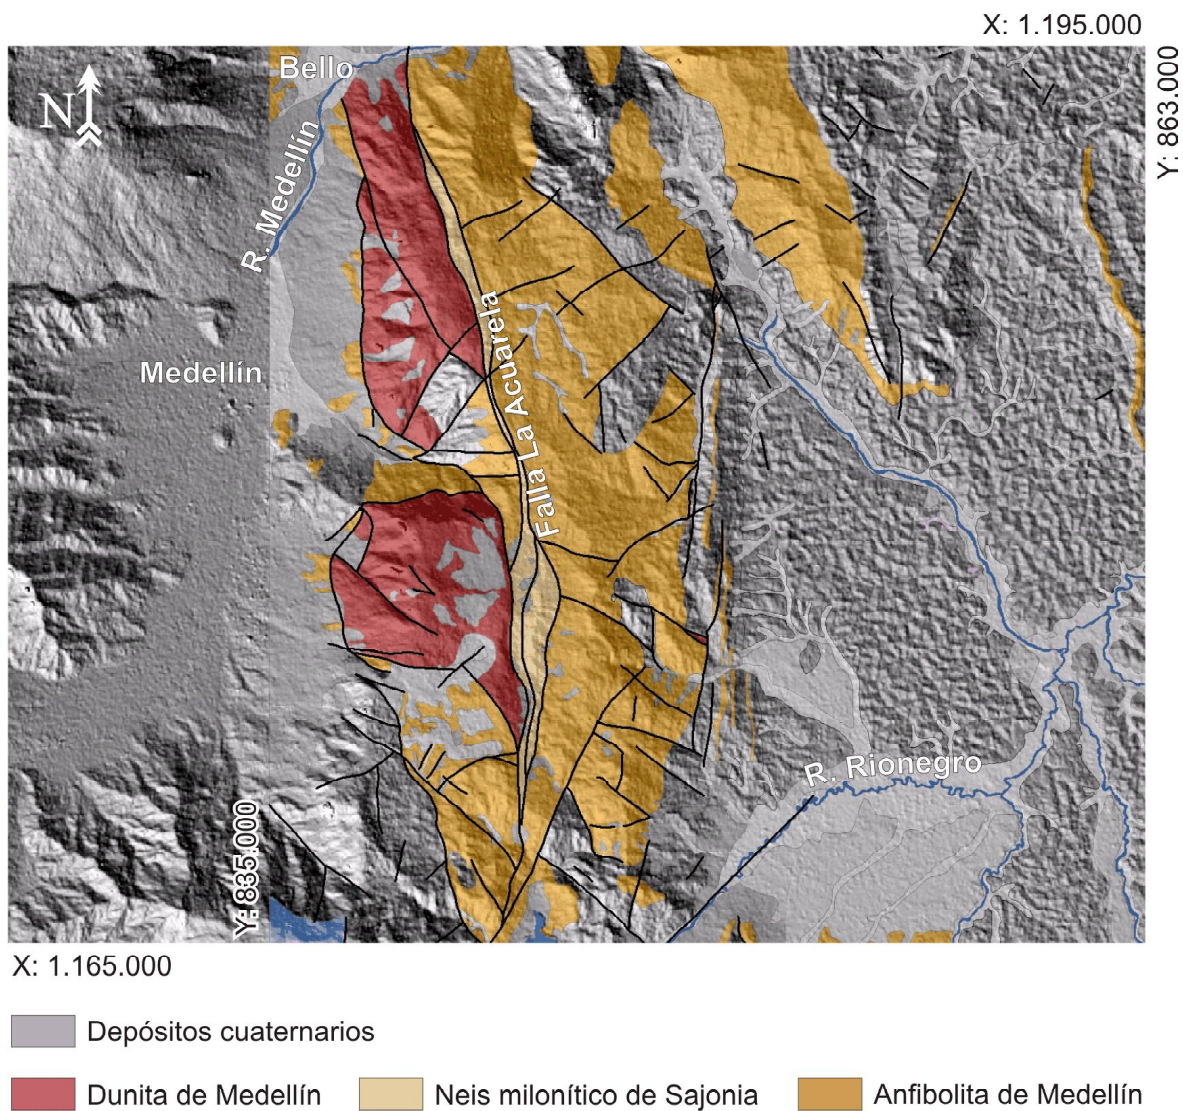 X: 1.195.000
Y: 863.000
Bello
N
R. Medellín
Falla La Acuarela
Medellín
R. Rionegro
Y: 835.000
X: 1.165.000
Depósitos cuaternarios
Dunita de Medellín
Neis milonítico de Sajonia
Anfibolita de Medellín